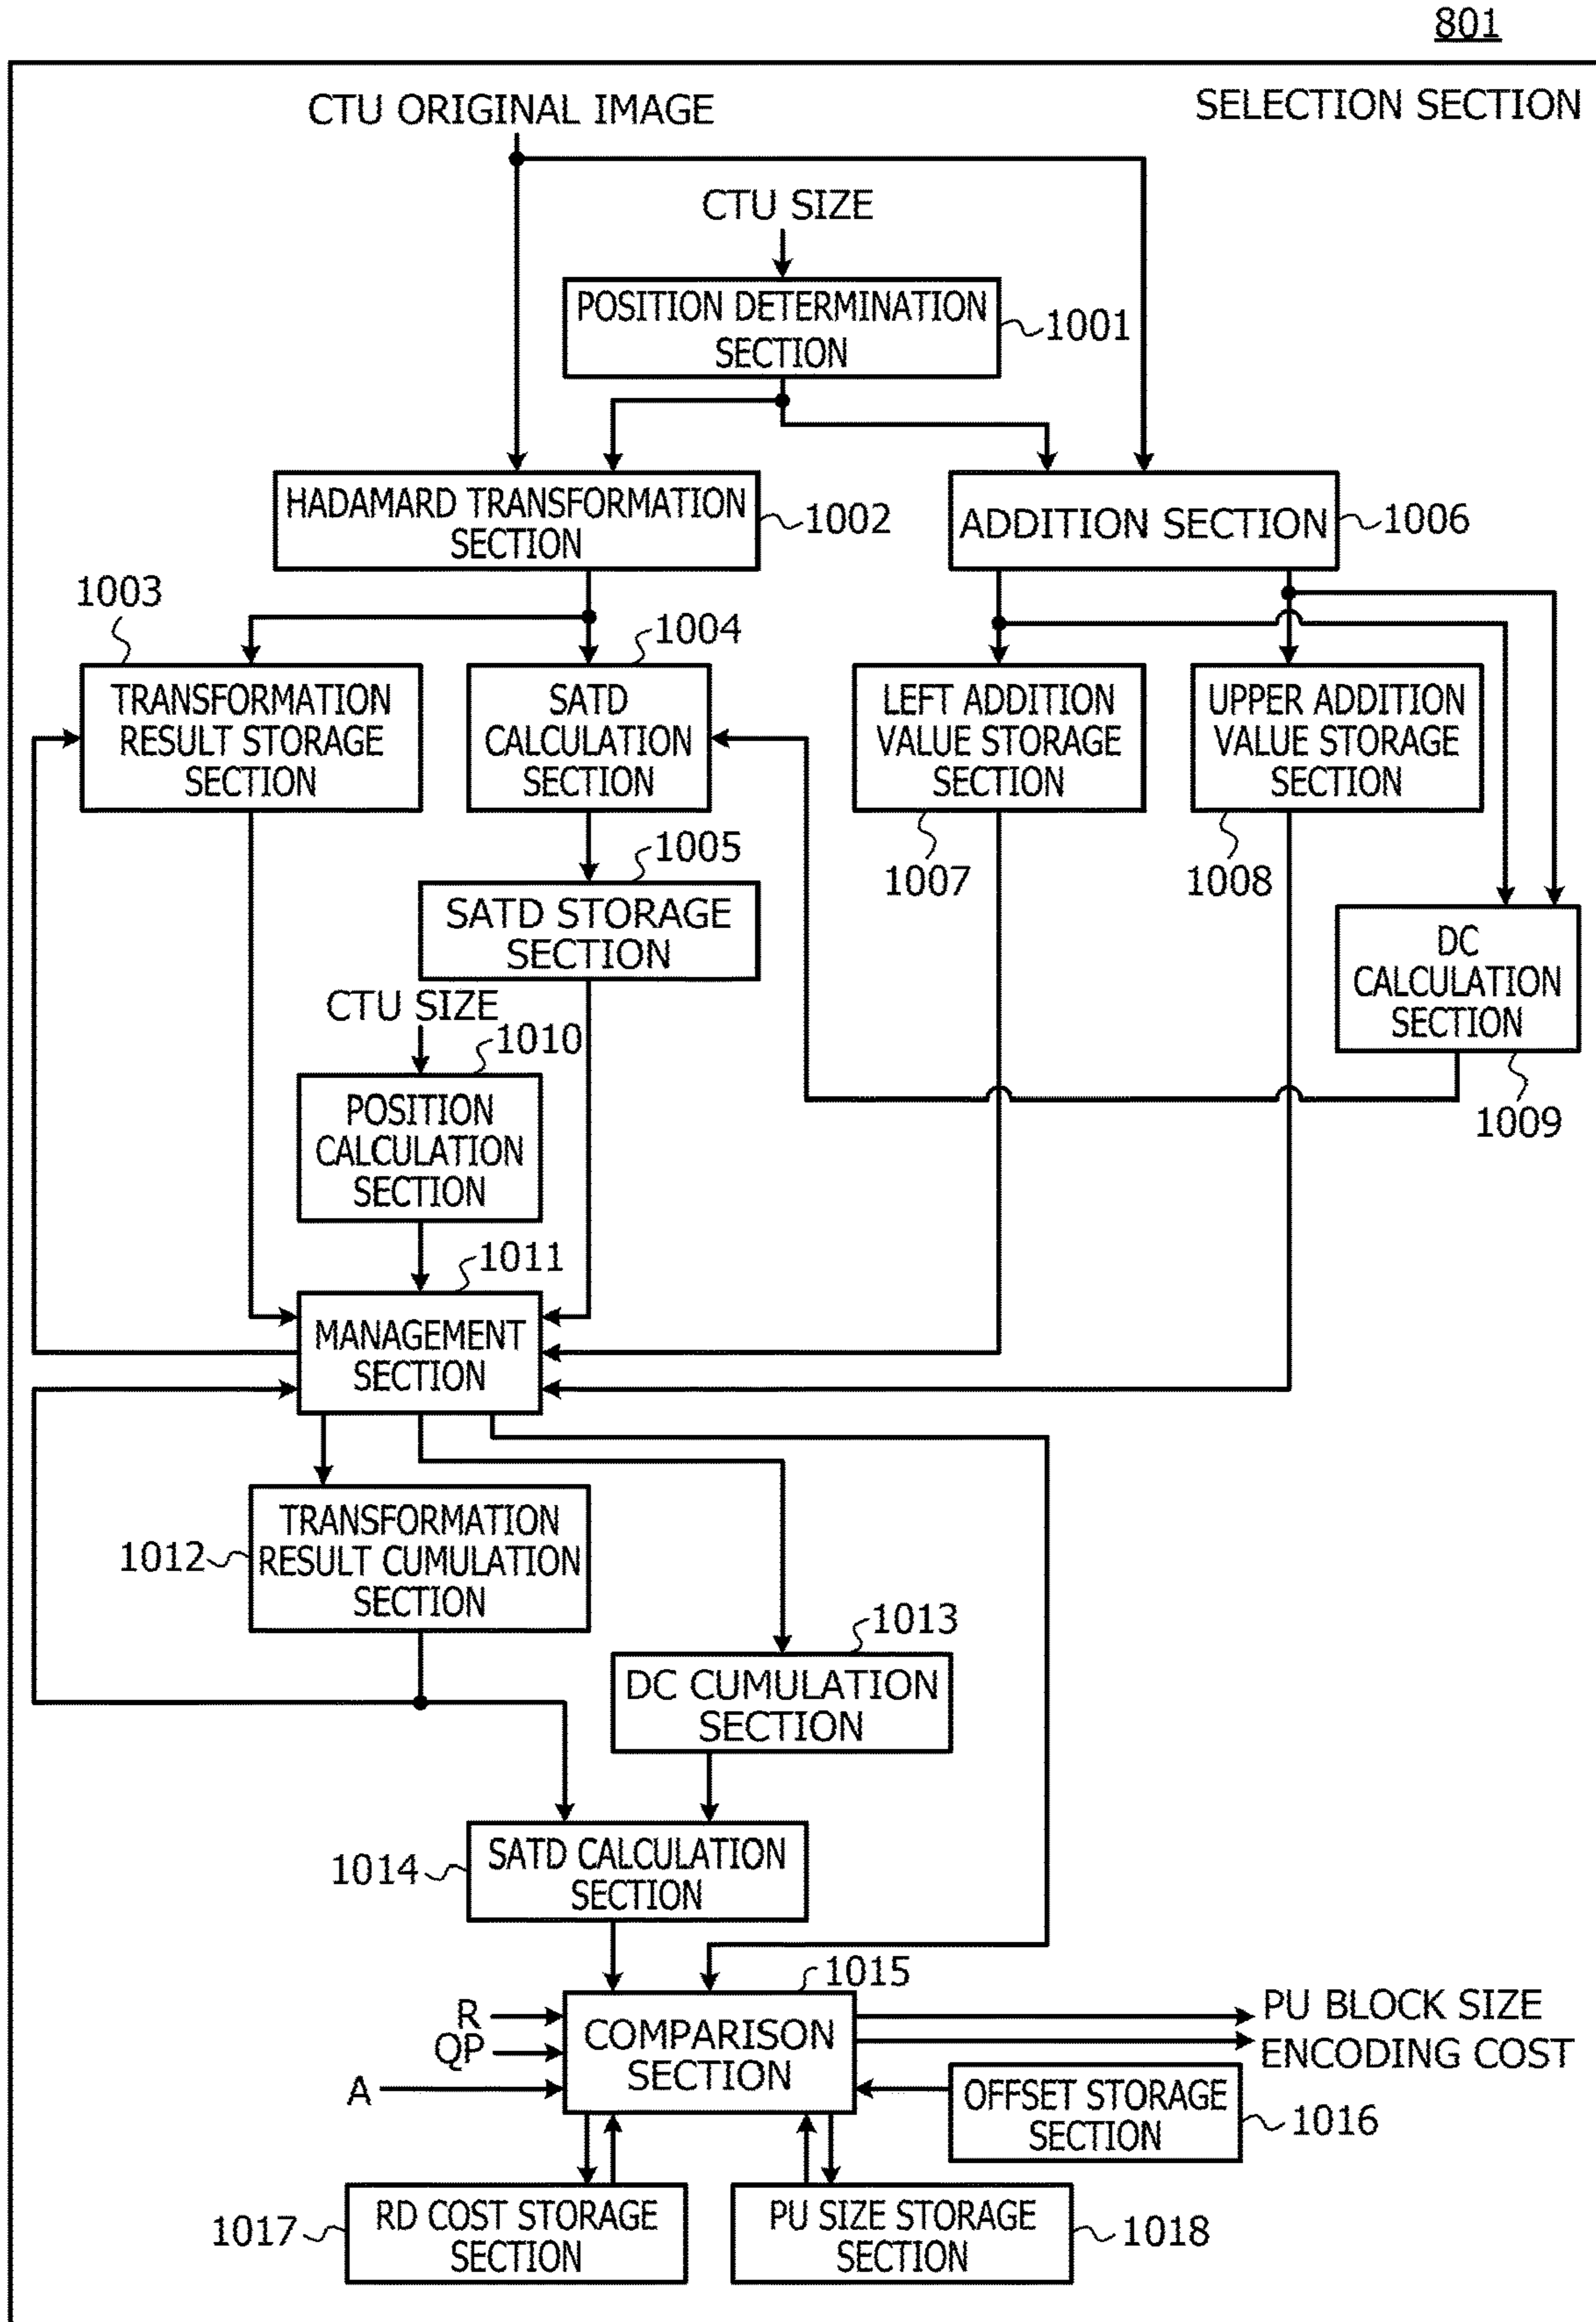 801
CTU ORIGINAL IMAGE
SELECTION SECTION
CTU SIZE
POSITION DETERMINATION
SECTION
1001
HADAMARD TRANSFORMATION
SECTION
1002
ADDITION SECTION
1006
1003
TRANSFORMATION
RESULT STORAGE
SECTION
1004
SATD
CALCULATION
SECTION
LEFT ADDITION
VALUE STORAGE
SECTION
1007
UPPER ADDITION
VALUE STORAGE
SECTION
1008
1005
SATD STORAGE
SECTION
DC
CALCULATION
SECTION
1009
CTU SIZE
1010
POSITION
CALCULATION
SECTION
1011
MANAGEMENT
SECTION
TRANSFORMATION
RESULT CUMULATION
SECTION
1012
1013
DC CUMULATION
SECTION
SATD CALCULATION
SECTION
1014
1015
R
QP
A
COMPARISON
SECTION
PU BLOCK SIZE
ENCODING COST
OFFSET STORAGE
SECTION
1016
1017
RD COST STORAGE
SECTION
PU SIZE STORAGE
SECTION
1018